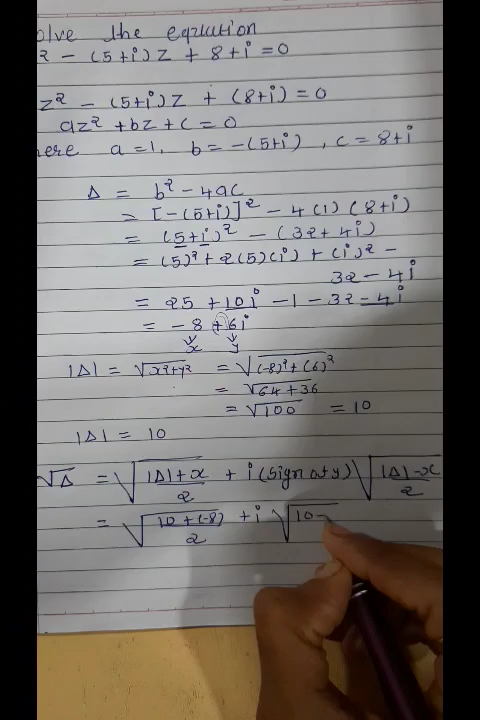 olve the equation
z² - (5+i)z + 8+i = 0
z² - (5+i)z + (8+i) = 0
az² + bz + c = 0
here a = 1, b = -(5+i), c = 8+i
Δ = b² - 4ac
= [-(5+i)]² - 4(1)(8+i)
= (5+i)² - (32+4i)
= (5)² + 2(5)(i) + (i)² -
32 - 4i
= 25 + 10i - 1 - 32 - 4i
= -8 + 6i
x y
|Δ| = √(x²+y²) = √((-8)²+(6)²)
= √(64+36)
= √100 = 10
|Δ| = 10
√Δ = √((|Δ|+x)/2) + i (sign of y) √((|Δ|-x)/2)
= √((10+(-8))/2) + i √(10-